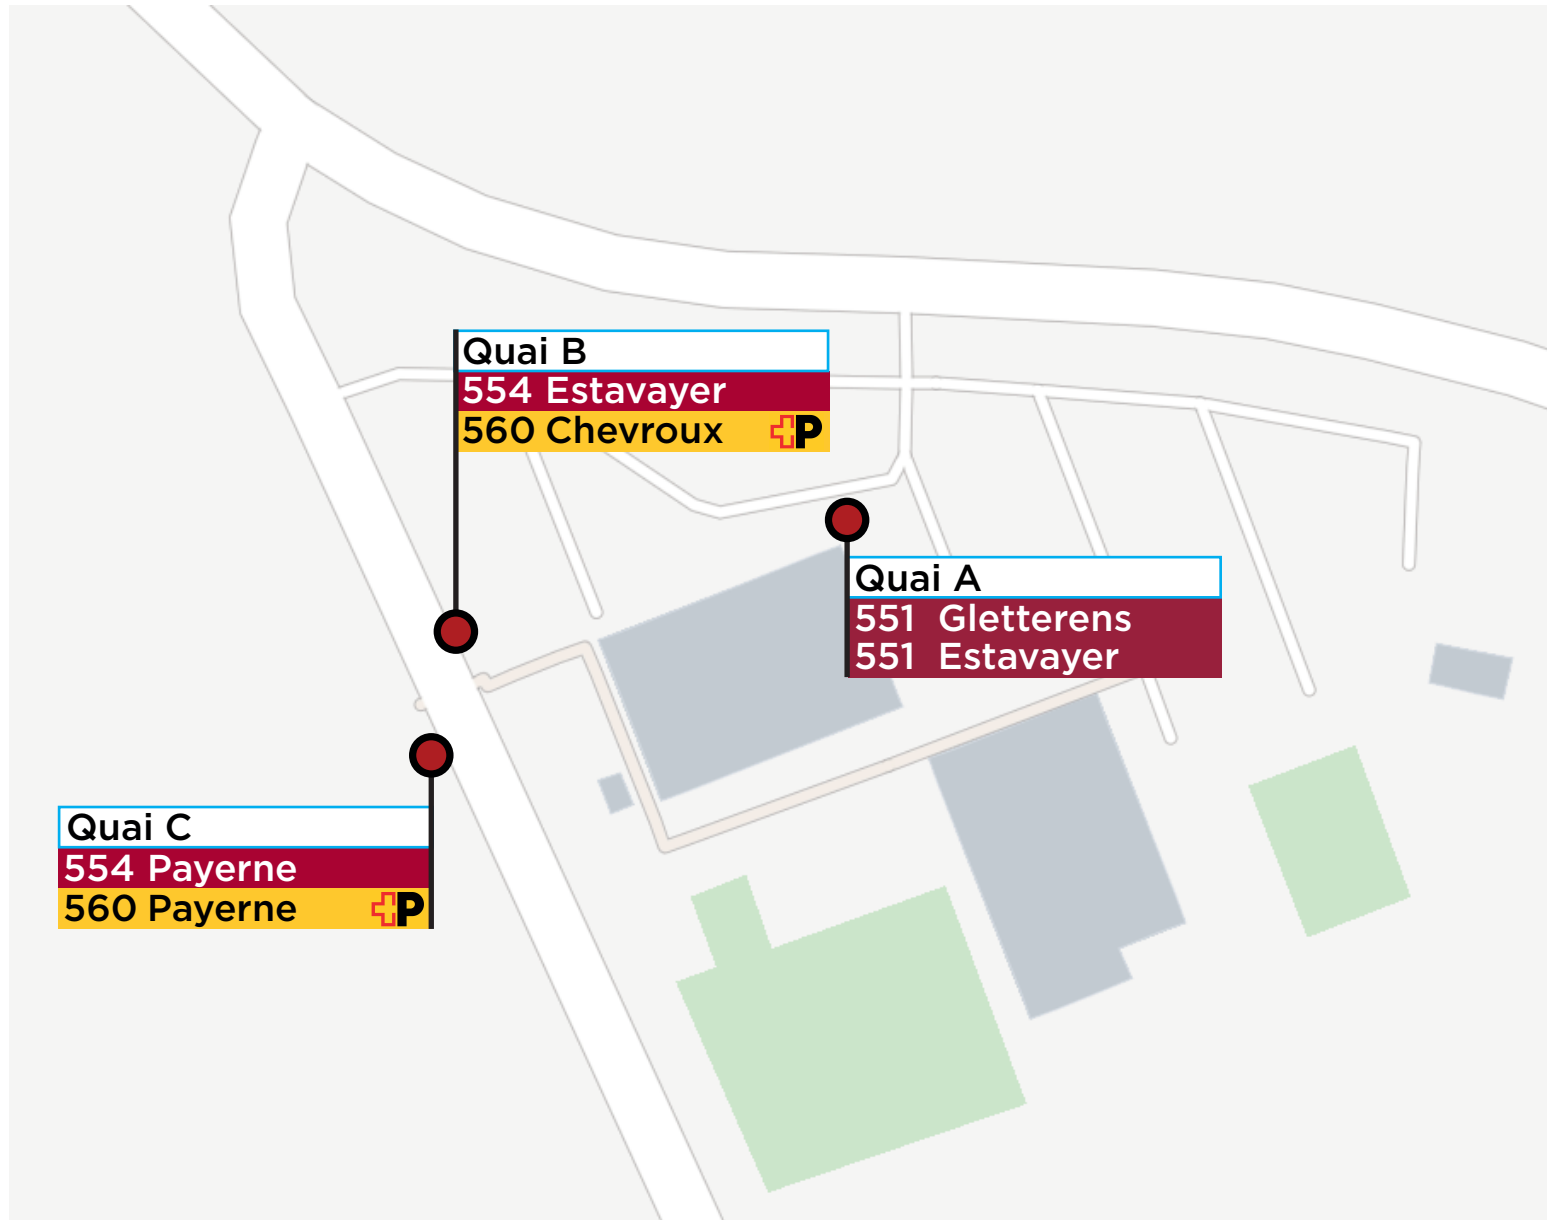 Quai B
554 Estavayer
560 Chevroux P
Quai A
551 Gletterens
551 Estavayer
Quai C
554 Payerne
560 Payerne P